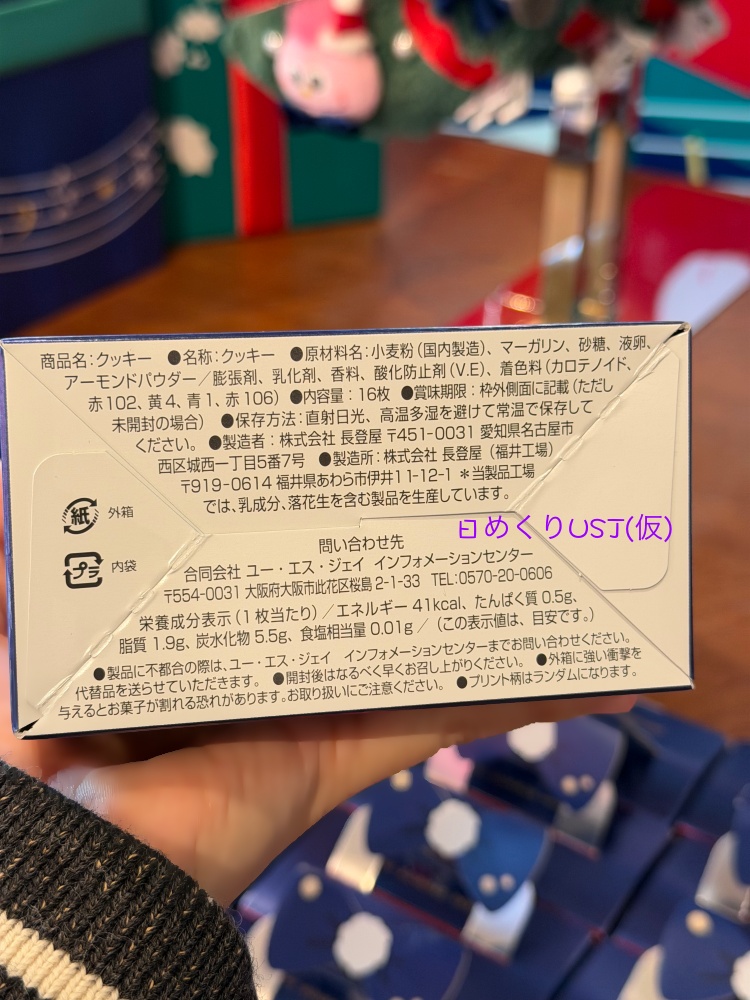 商品名：クッキー ●名称：クッキー ●原材料名：小麦粉（国内製造）、マーガリン、砂糖、液卵、
アーモンドパウダー／膨張剤、乳化剤、香料、酸化防止剤（V.E）、着色料（カロテノイド、
赤102、黄4、青1、赤106） ●内容量：16枚 ●賞味期限：枠外側面に記載（ただし
未開封の場合） ●保存方法：直射日光、高温多湿を避けて常温で保存して
ください。 ●製造者：株式会社 長登屋 〒451-0031 愛知県名古屋市
西区城西一丁目5番7号 ●製造所：株式会社 長登屋（福井工場）
〒919-0614 福井県あわら市伊井11-12-1 ＊当製品工場
では、乳成分、落花生を含む製品を生産しています。
紙 外箱
プラ 内袋
日めくりUSJ(仮)
問い合わせ先
合同会社 ユー・エス・ジェイ インフォメーションセンター
〒554-0031 大阪府大阪市此花区桜島 2-1-33 TEL:0570-20-0606
栄養成分表示（1枚当たり）／エネルギー 41kcal、たんぱく質 0.5g、
脂質 1.9g、炭水化物 5.5g、食塩相当量 0.01g ／（この表示値は、目安です。）
●製品に不都合の際は、ユー・エス・ジェイ インフォメーションセンターまでお問い合わせください。
代替品を送らせていただきます。 ●開封後はなるべく早くお召し上がりください。 ●外箱に強い衝撃を
与えるとお菓子が割れる恐れがあります。お取り扱いにご注意ください。 ●プリント柄はランダムになります。